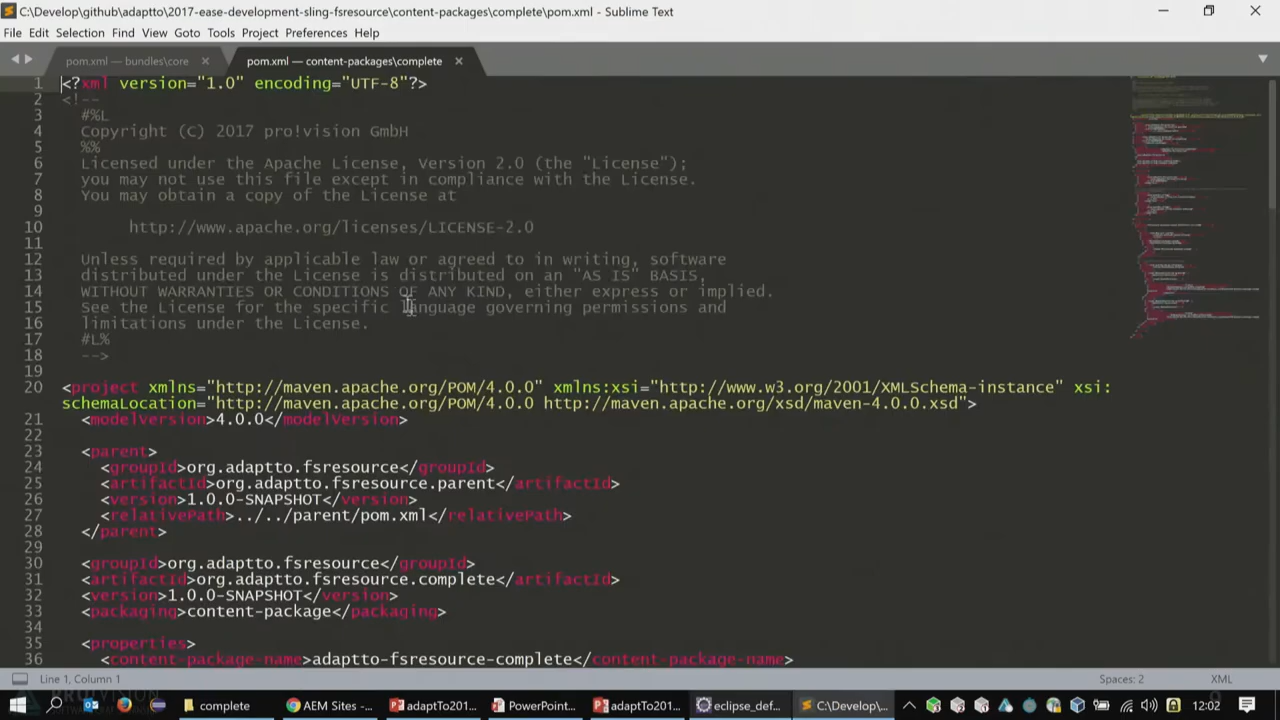 C:\Develop\github\adaptto\2017-ease-development-sling-fsresource\content-packages\complete\pom.xml - Sublime Text
File Edit Selection Find View Goto Tools Project Preferences Help
pom.xml — bundles\core
pom.xml — content-packages\complete
1 <?xml version="1.0" encoding="UTF-8"?>
2 <!--
3 #%L
4 Copyright (C) 2017 pro!vision GmbH
5 %%
6 Licensed under the Apache License, Version 2.0 (the "License");
7 you may not use this file except in compliance with the License.
8 You may obtain a copy of the License at
9
10 http://www.apache.org/licenses/LICENSE-2.0
11
12 Unless required by applicable law or agreed to in writing, software
13 distributed under the License is distributed on an "AS IS" BASIS,
14 WITHOUT WARRANTIES OR CONDITIONS OF ANY KIND, either express or implied.
15 See the License for the specific language governing permissions and
16 limitations under the License.
17 #L%
18 -->
19
20 <project xmlns="http://maven.apache.org/POM/4.0.0" xmlns:xsi="http://www.w3.org/2001/XMLSchema-instance" xsi:
schemaLocation="http://maven.apache.org/POM/4.0.0 http://maven.apache.org/xsd/maven-4.0.0.xsd">
21 <modelVersion>4.0.0</modelVersion>
22
23 <parent>
24 <groupId>org.adaptto.fsresource</groupId>
25 <artifactId>org.adaptto.fsresource.parent</artifactId>
26 <version>1.0.0-SNAPSHOT</version>
27 <relativePath>../../parent/pom.xml</relativePath>
28 </parent>
29
30 <groupId>org.adaptto.fsresource</groupId>
31 <artifactId>org.adaptto.fsresource.complete</artifactId>
32 <version>1.0.0-SNAPSHOT</version>
33 <packaging>content-package</packaging>
34
35 <properties>
36 <content-package-name>adaptto-fsresource-complete</content-package-name>
Line 1, Column 1
Spaces: 2
XML
complete
AEM Sites - ...
adaptTo201...
PowerPoint...
adaptTo201...
eclipse_def...
C:\Develop\...
12:02